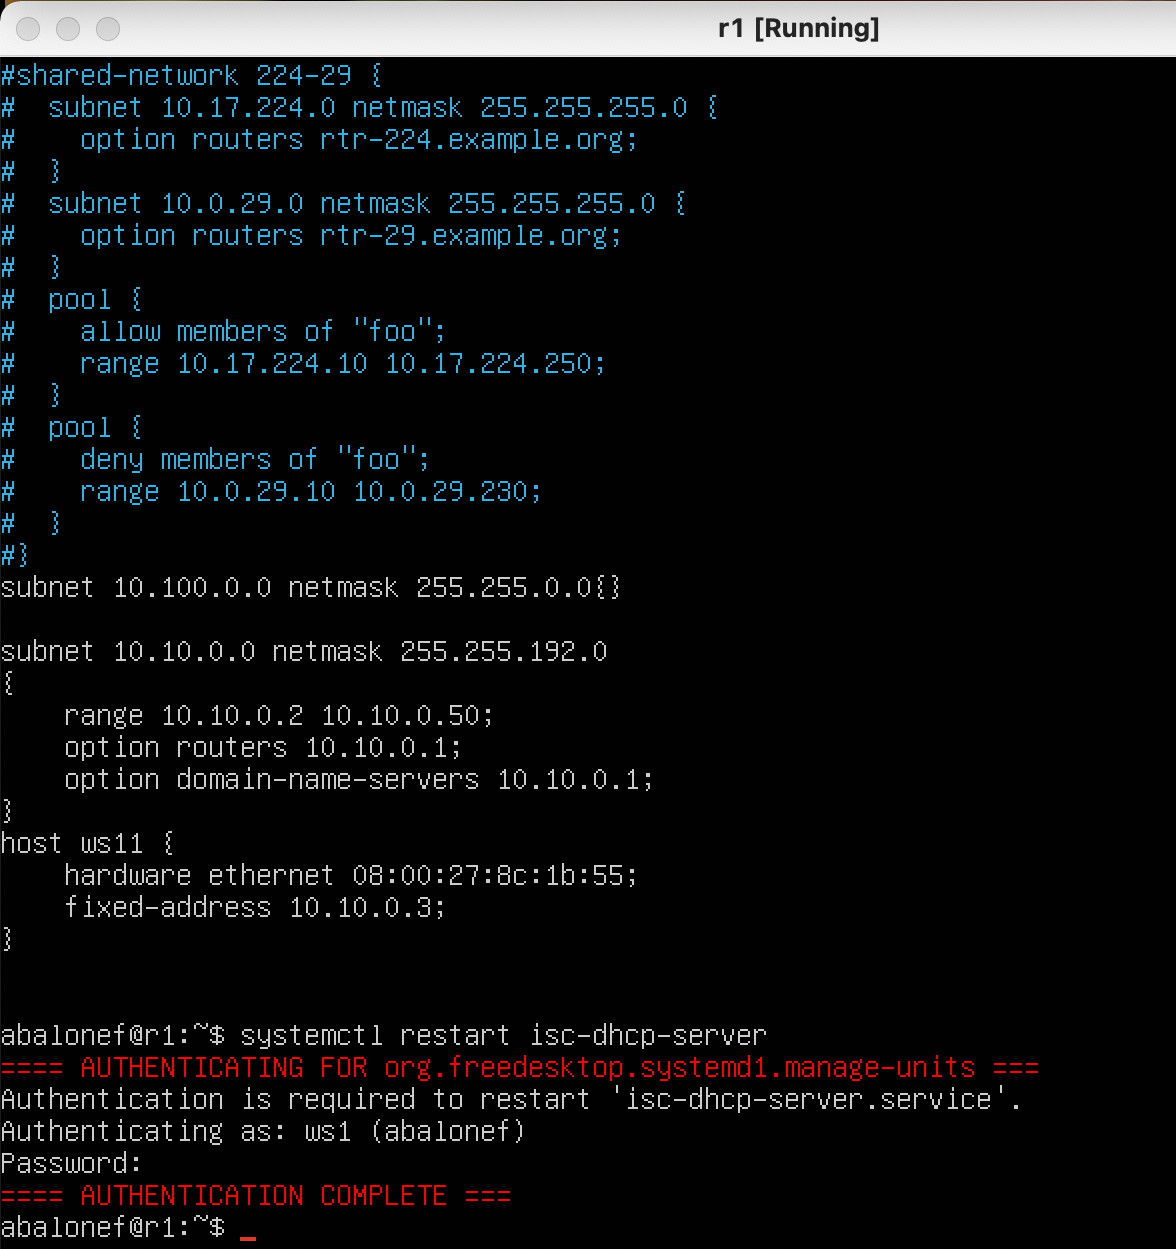 r1 [Running]
#shared-network 224-29 {
#  subnet 10.17.224.0 netmask 255.255.255.0 {
#    option routers rtr-224.example.org;
#  }
#  subnet 10.0.29.0 netmask 255.255.255.0 {
#    option routers rtr-29.example.org;
#  }
#  pool {
#    allow members of "foo";
#    range 10.17.224.10 10.17.224.250;
#  }
#  pool {
#    deny members of "foo";
#    range 10.0.29.10 10.0.29.230;
#  }
#}
subnet 10.100.0.0 netmask 255.255.0.0{}

subnet 10.10.0.0 netmask 255.255.192.0
{
    range 10.10.0.2 10.10.0.50;
    option routers 10.10.0.1;
    option domain-name-servers 10.10.0.1;
}
host ws11 {
    hardware ethernet 08:00:27:8c:1b:55;
    fixed-address 10.10.0.3;
}

abalonef@r1:~$ systemctl restart isc-dhcp-server
==== AUTHENTICATING FOR org.freedesktop.systemd1.manage-units ===
Authentication is required to restart 'isc-dhcp-server.service'.
Authenticating as: ws1 (abalonef)
Password:
==== AUTHENTICATION COMPLETE ===
abalonef@r1:~$ _